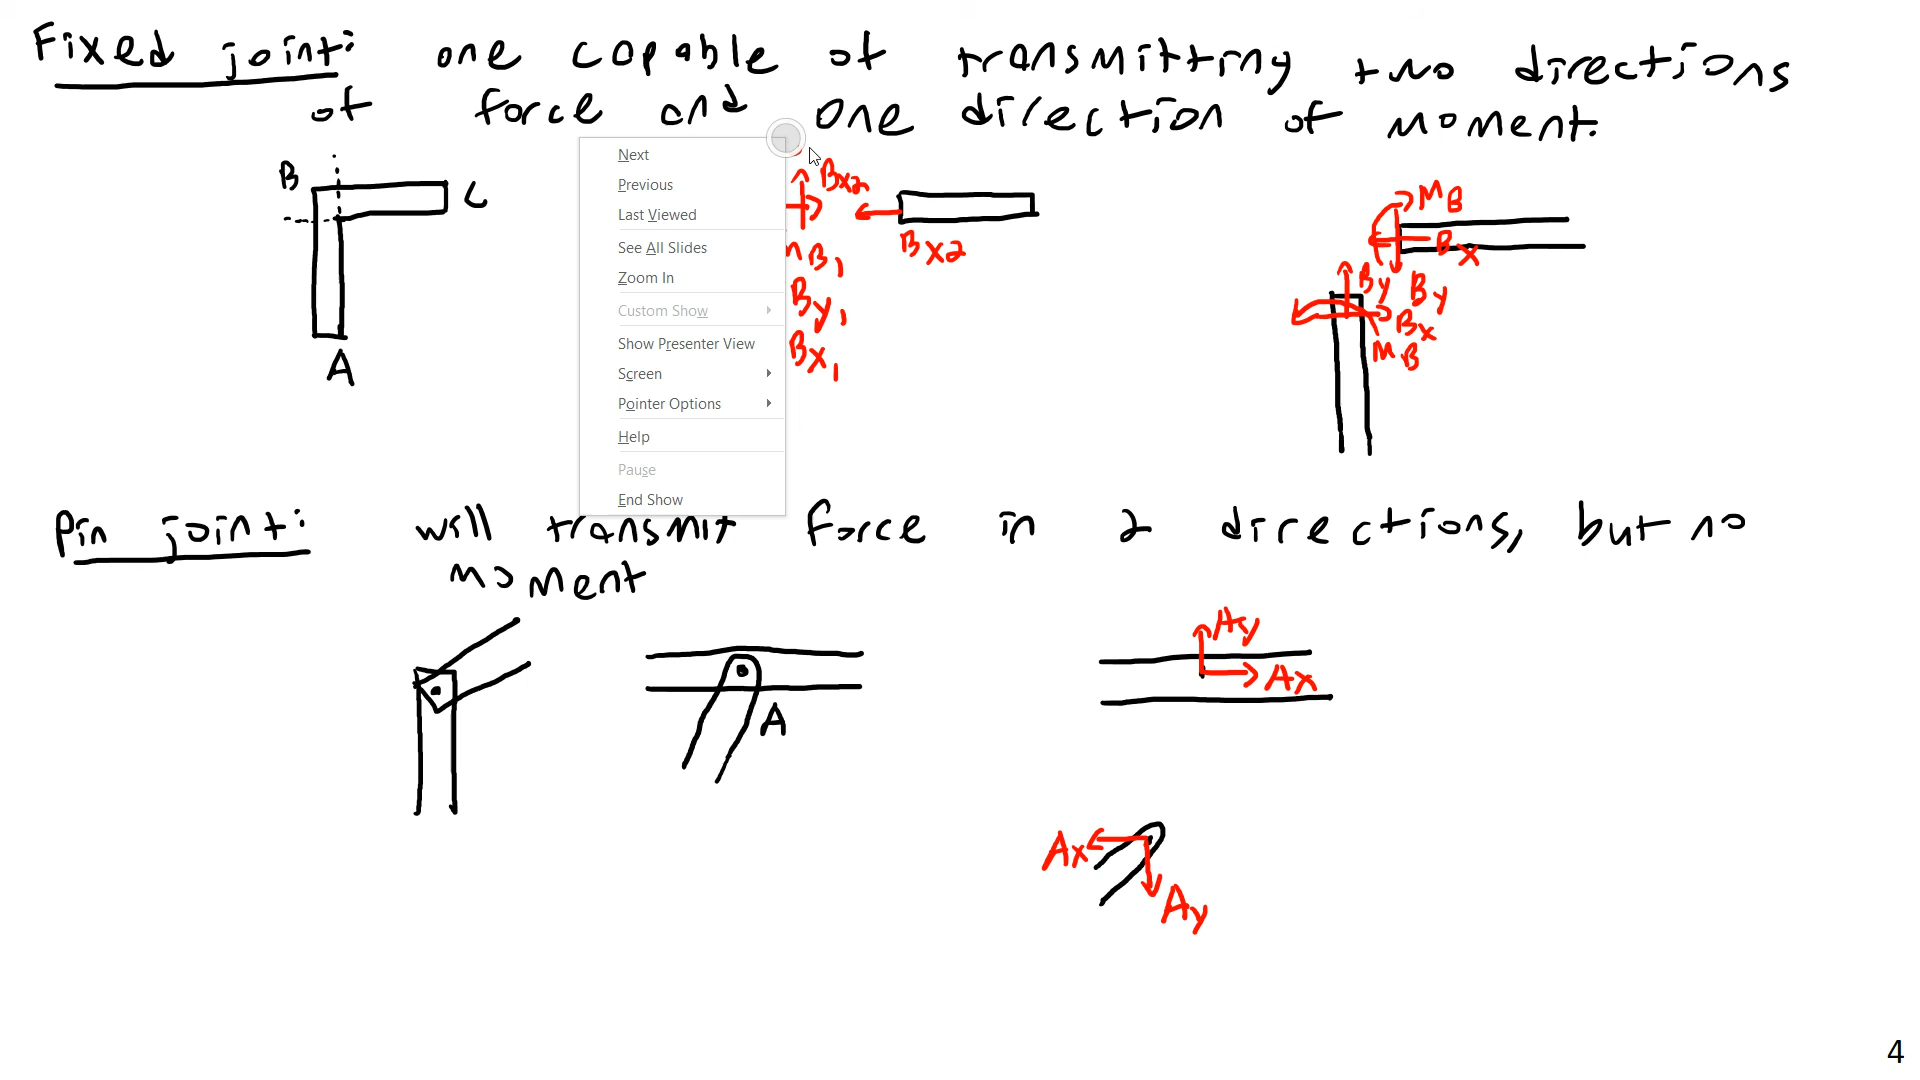 Fixed joint: one capable of transmitting two directions
of force and one direction of moment.
B
C
A
Next
Previous
Last Viewed
See All Slides
Zoom In
Custom Show
Show Presenter View
Screen
Pointer Options
Help
Pause
End Show
Bx2
MB1
By1
Bx1
Bx2
MB
Bx
By
By
Bx
MB
Pin joint: will transmit force in 2 directions, but no
moment
A
Ay
Ax
Ax
Ay
4